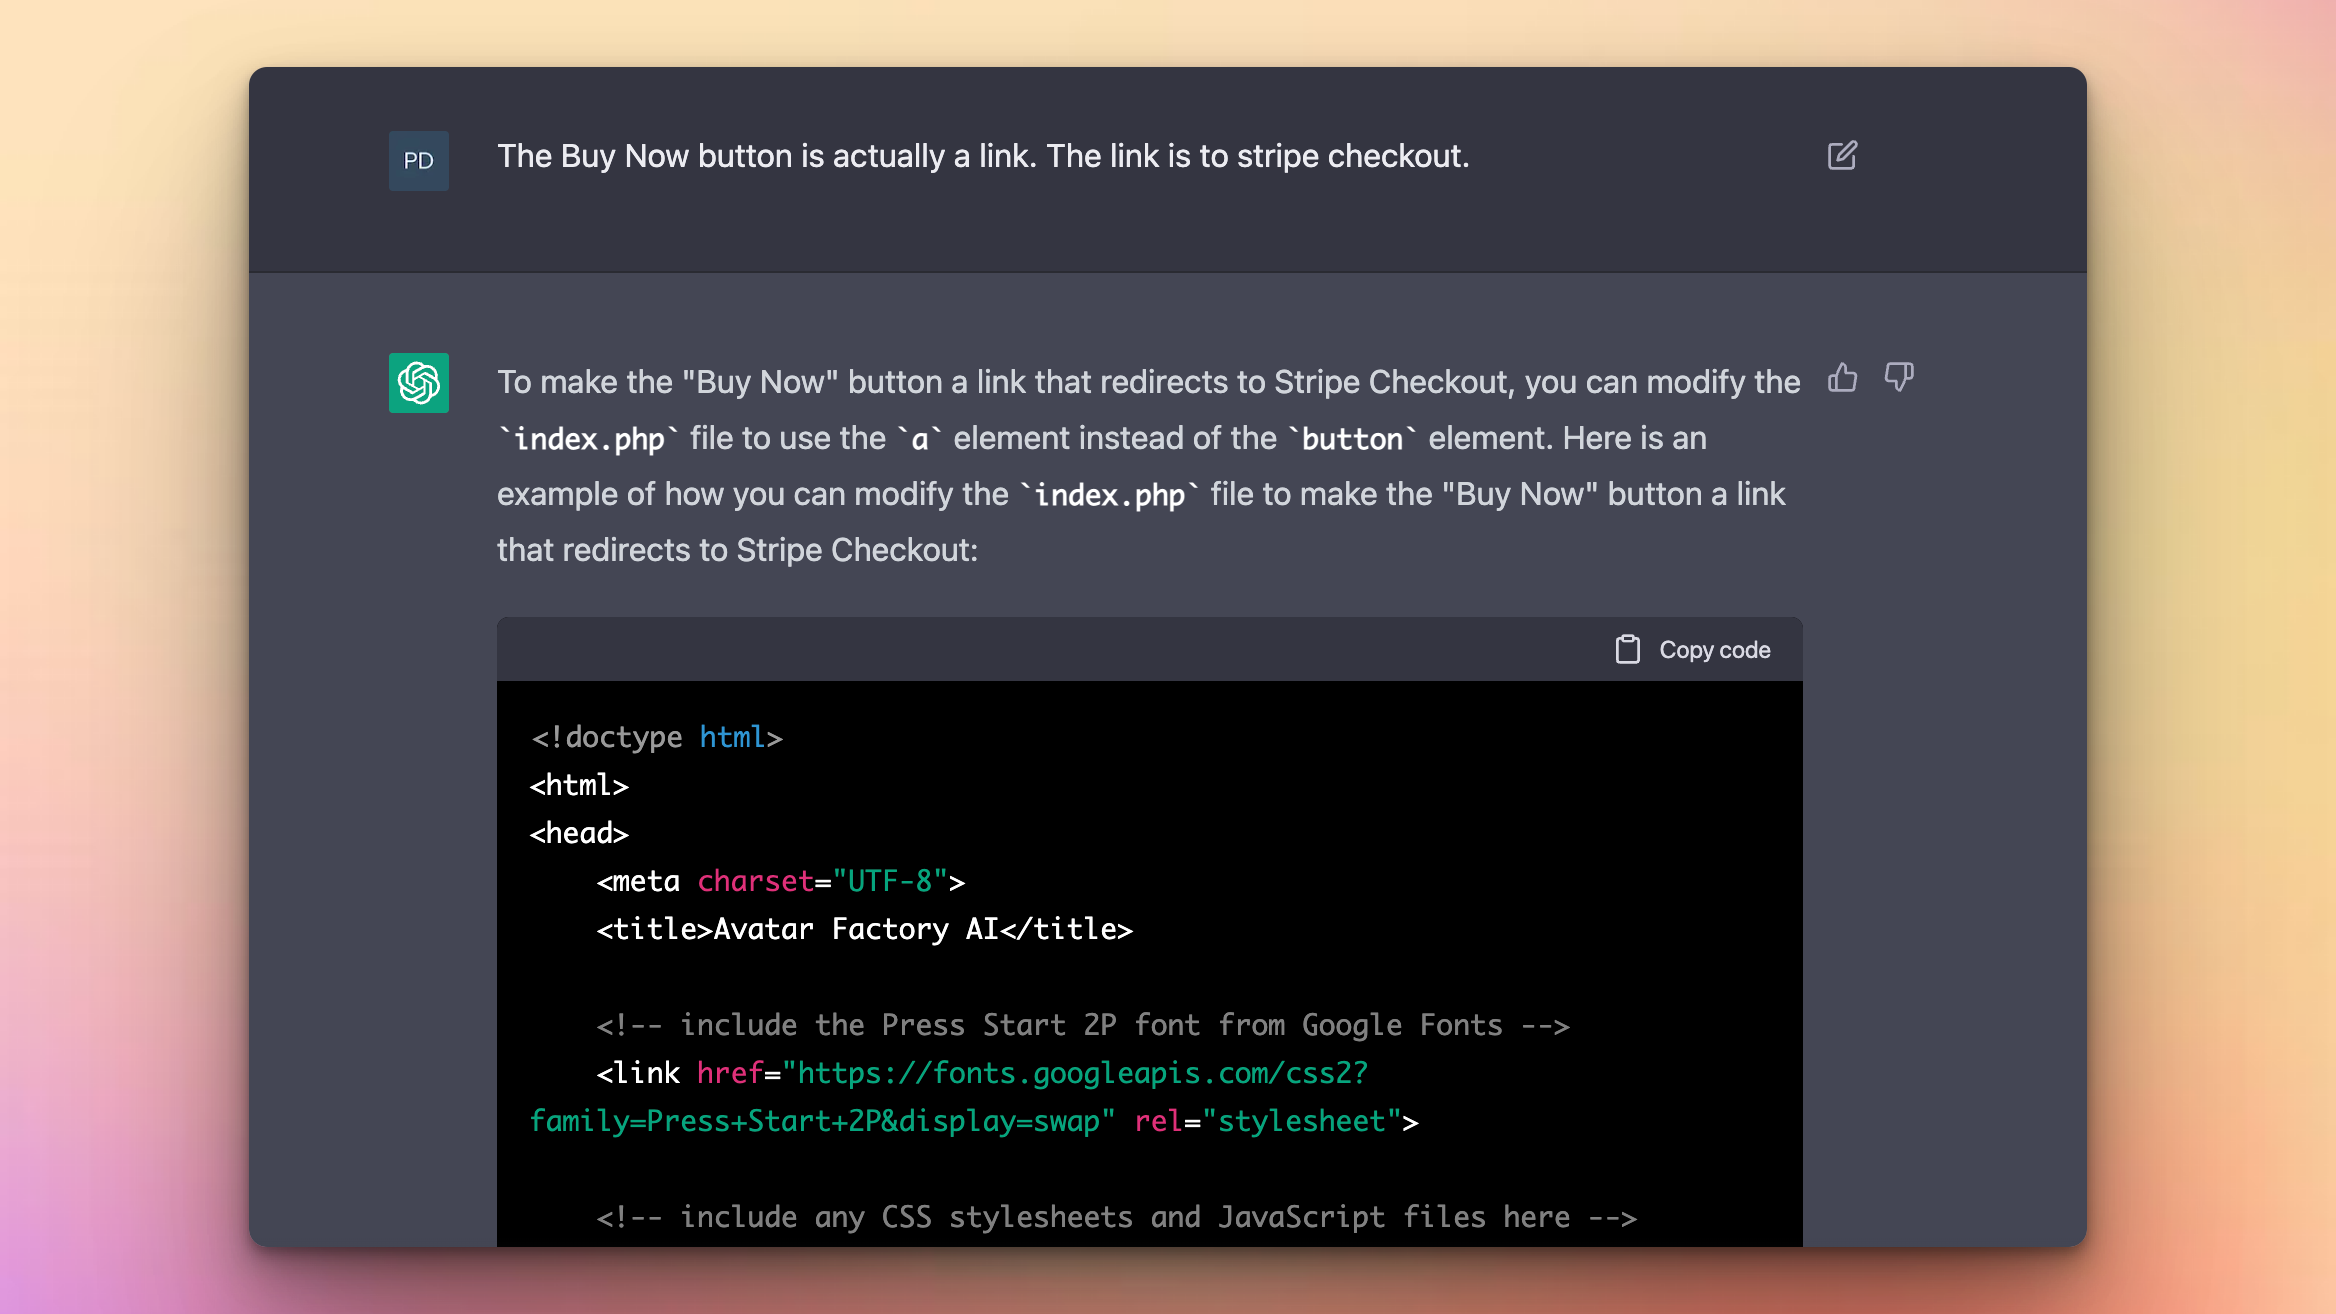 PD
The Buy Now button is actually a link. The link is to stripe checkout.
To make the "Buy Now" button a link that redirects to Stripe Checkout, you can modify the
`index.php` file to use the `a` element instead of the `button` element. Here is an
example of how you can modify the `index.php` file to make the "Buy Now" button a link
that redirects to Stripe Checkout:
Copy code
<!doctype html>
<html>
<head>
    <meta charset="UTF-8">
    <title>Avatar Factory AI</title>
    <!-- include the Press Start 2P font from Google Fonts -->
    <link href="https://fonts.googleapis.com/css2?
family=Press+Start+2P&display=swap" rel="stylesheet">
    <!-- include any CSS stylesheets and JavaScript files here -->